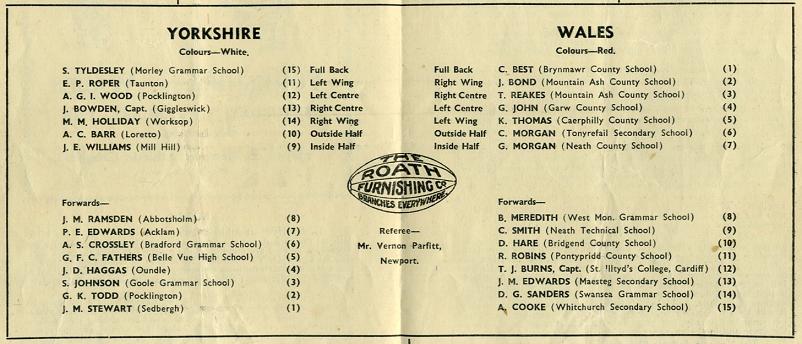 YORKSHIRE
Colours—White.
S. TYLDESLEY (Morley Grammar School) (15) Full Back
E. P. ROPER (Taunton) (11) Left Wing
A. G. I. WOOD (Pocklington) (12) Left Centre
J. BOWDEN, Capt. (Giggleswick) (13) Right Centre
M. M. HOLLIDAY (Worksop) (14) Right Wing
A. C. BARR (Loretto) (10) Outside Half
J. E. WILLIAMS (Mill Hill) (9) Inside Half
Forwards—
J. M. RAMSDEN (Abbotsholm) (8)
P. E. EDWARDS (Acklam) (7)
A. S. CROSSLEY (Bradford Grammar School) (6)
G. F. C. FATHERS (Belle Vue High School) (5)
J. D. HAGGAS (Oundle) (4)
S. JOHNSON (Goole Grammar School) (3)
G. K. TODD (Pocklington) (2)
J. M. STEWART (Sedbergh) (1)
THE
ROATH
FURNISHING CO
BRANCHES EVERYWHERE.
Referee—
Mr. Vernon Parfitt,
Newport.
WALES
Colours—Red.
Full Back C. BEST (Brynmawr County School) (1)
Right Wing J. BOND (Mountain Ash County School) (2)
Right Centre T. REAKES (Mountain Ash County School) (3)
Left Centre G. JOHN (Garw County School) (4)
Left Wing K. THOMAS (Caerphilly County School) (5)
Outside Half C. MORGAN (Tonyrefail Secondary School) (6)
Inside Half G. MORGAN (Neath County School) (7)
Forwards—
B. MEREDITH (West Mon. Grammar School) (8)
C. SMITH (Neath Technical School) (9)
D. HARE (Bridgend County School) (10)
R. ROBINS (Pontypridd County School) (11)
T. J. BURNS, Capt. (St. 'Illtyd's College, Cardiff) (12)
J. M. EDWARDS (Maesteg Secondary School) (13)
D. G. SANDERS (Swansea Grammar School) (14)
A. COOKE (Whitchurch Secondary School) (15)